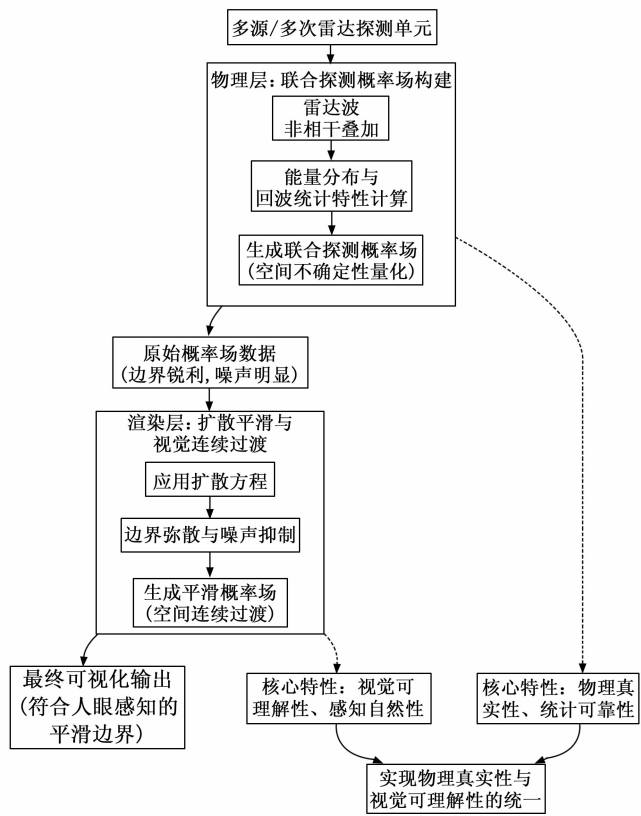 多源/多次雷达探测单元
物理层：联合探测概率场构建
雷达波
非相干叠加
能量分布与
回波统计特性计算
生成联合探测概率场
(空间不确定性量化)
原始概率场数据
(边界锐利,噪声明显)
渲染层：扩散平滑与
视觉连续过渡
应用扩散方程
边界弥散与噪声抑制
生成平滑概率场
(空间连续过渡)
最终可视化输出
(符合人眼感知的
平滑边界)
核心特性：视觉可
理解性、感知自然性
核心特性：物理真
实性、统计可靠性
实现物理真实性与
视觉可理解性的统一